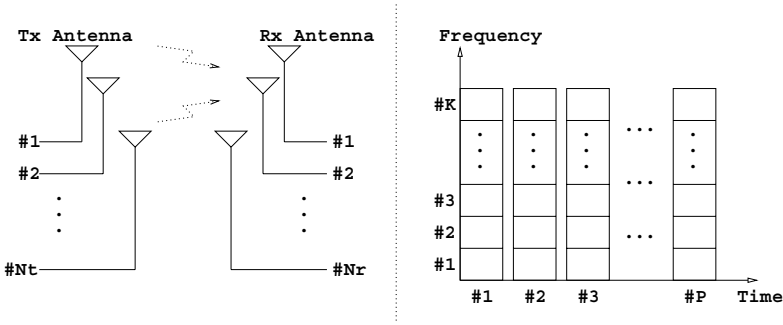 Tx Antenna
Rx Antenna
#1
#2
#Nt
#1
#2
#Nr
Frequency
#K
#3
#2
#1
#1 #2 #3 #P Time